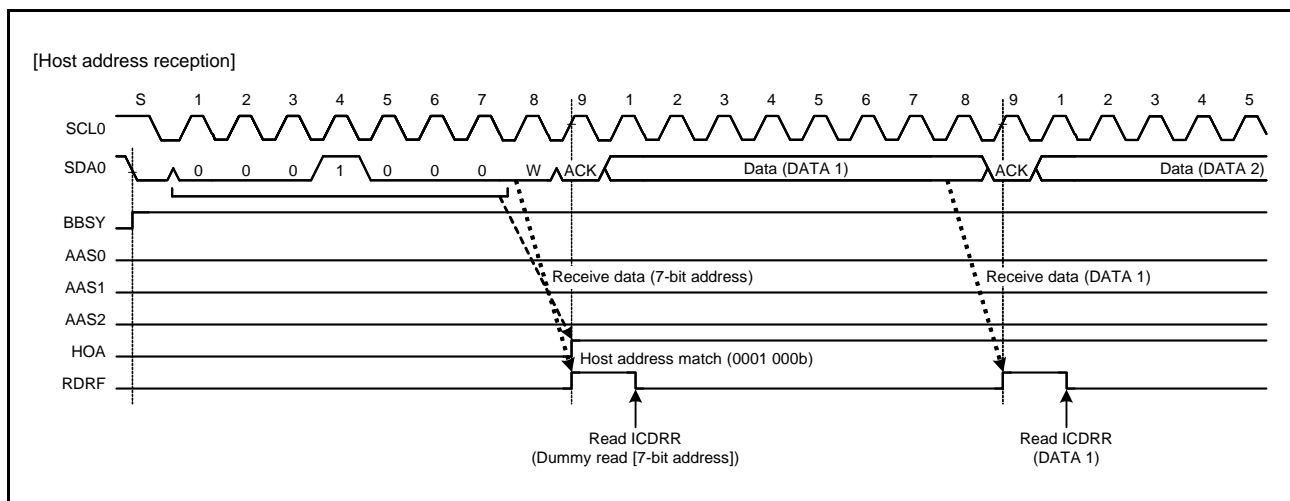 [Host address reception]
S 1 2 3 4 5 6 7 8 9 1 2 3 4 5 6 7 8 9 1 2 3 4 5
SCL0
SDA0 0 0 0 1 0 0 0 W ACK Data (DATA 1) ACK Data (DATA 2)
BBSY
AAS0
Receive data (7-bit address) Receive data (DATA 1)
AAS1
AAS2
HOA
Host address match (0001 000b)
RDRF
Read ICDRR Read ICDRR
(Dummy read [7-bit address]) (DATA 1)